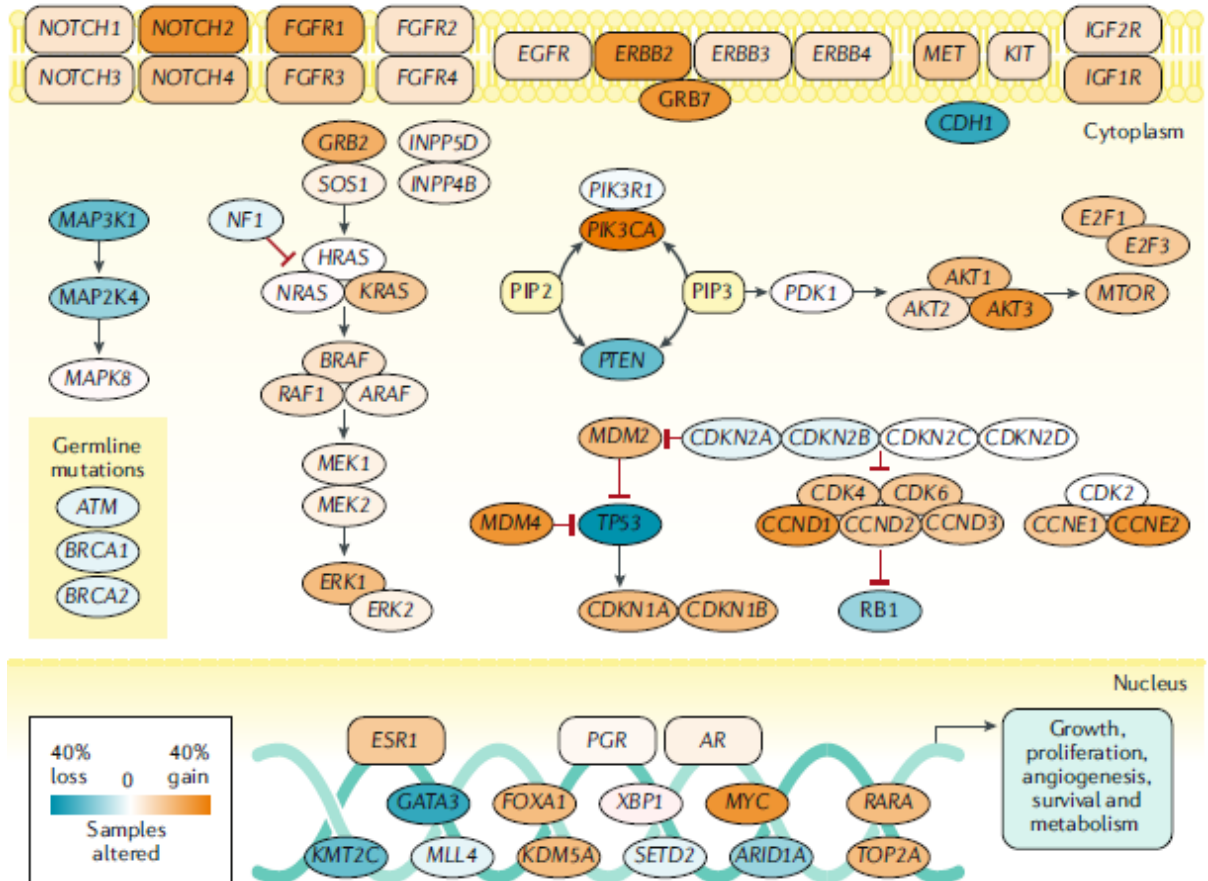 NOTCH1 NOTCH2 FGFR1 FGFR2
NOTCH3 NOTCH4 FGFR3 FGFR4
EGFR ERBB2 ERBB3 ERBB4 MET KIT
GRB7
IGF2R
IGF1R
CDH1
Cytoplasm
GRB2 INPP5D
SOS1 INPP4B
MAP3K1
NF1
HRAS
MAP2K4
NRAS KRAS
MAPK8
BRAF
RAF1 ARAF
MEK1
MEK2
ERK1
ERK2
PIK3R1
PIK3CA
PIP2 PIP3 PDK1
PTEN
AKT1
AKT2 AKT3
MTOR
E2F1
E2F3
Germline
mutations
ATM
BRCA1
BRCA2
MDM2 CDKN2A CDKN2B CDKN2C CDKN2D
CDK4 CDK6 CDK2
MDM4 TP53 CCND1 CCND2 CCND3 CCNE1 CCNE2
CDKN1A CDKN1B RB1
Nucleus
40% 40%
loss 0 gain
Samples
altered
ESR1 PGR AR
GATA3 FOXA1 XBP1 MYC RARA
KMT2C MLL4 KDM5A SETD2 ARID1A TOP2A
Growth,
proliferation,
angiogenesis,
survival and
metabolism